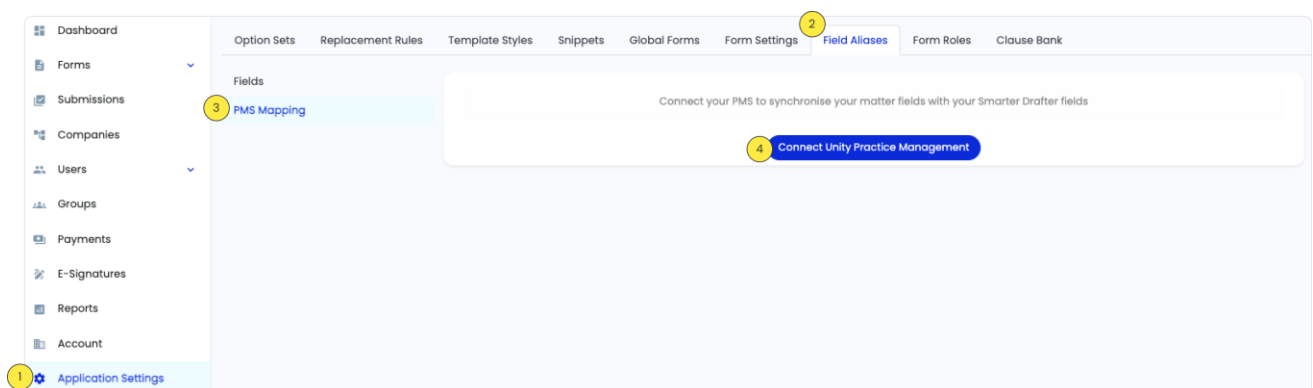 Dashboard
Forms
Submissions
Companies
Users
Groups
Payments
E-Signatures
Reports
Account
1 Application Settings
2
Option Sets Replacement Rules Template Styles Snippets Global Forms Form Settings Field Aliases Form Roles Clause Bank
Fields
3 PMS Mapping
Connect your PMS to synchronise your matter fields with your Smarter Drafter fields
4 Connect Unity Practice Management